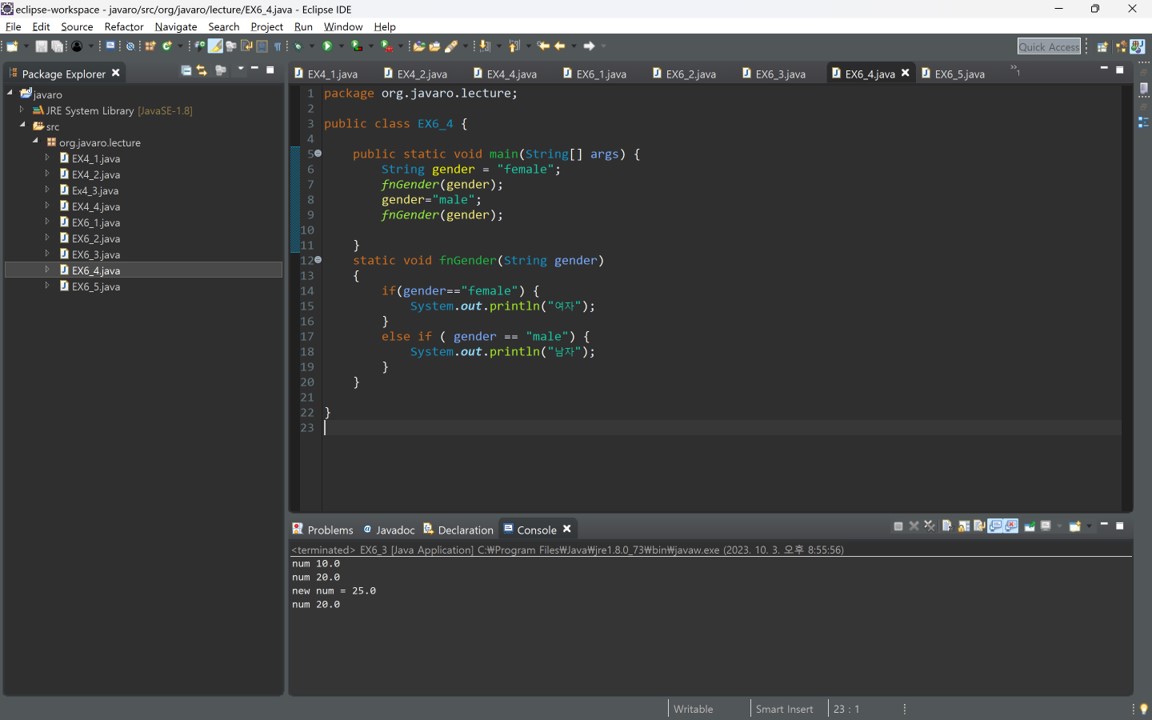 eclipse-workspace - javaro/src/org/javaro/lecture/EX6_4.java - Eclipse IDE
File Edit Source Refactor Navigate Search Project Run Window Help
Quick Access
Package Explorer
EX4_1.java EX4_2.java EX4_4.java EX6_1.java EX6_2.java EX6_3.java EX6_4.java EX6_5.java »1
javaro
JRE System Library [JavaSE-1.8]
src
org.javaro.lecture
EX4_1.java
EX4_2.java
Ex4_3.java
EX4_4.java
EX6_1.java
EX6_2.java
EX6_3.java
EX6_4.java
EX6_5.java
1 package org.javaro.lecture;
2
3 public class EX6_4 {
4
5 public static void main(String[] args) {
6 String gender = "female";
7 fnGender(gender);
8 gender="male";
9 fnGender(gender);
10
11 }
12 static void fnGender(String gender)
13 {
14 if(gender=="female") {
15 System.out.println("여자");
16 }
17 else if ( gender == "male") {
18 System.out.println("남자");
19 }
20 }
21
22 }
23
Problems Javadoc Declaration Console
<terminated> EX6_3 [Java Application] C:₩Program Files₩Java₩jre1.8.0_73₩bin₩javaw.exe (2023. 10. 3. 오후 8:55:56)
num 10.0
num 20.0
new num = 25.0
num 20.0
Writable Smart Insert 23 : 1